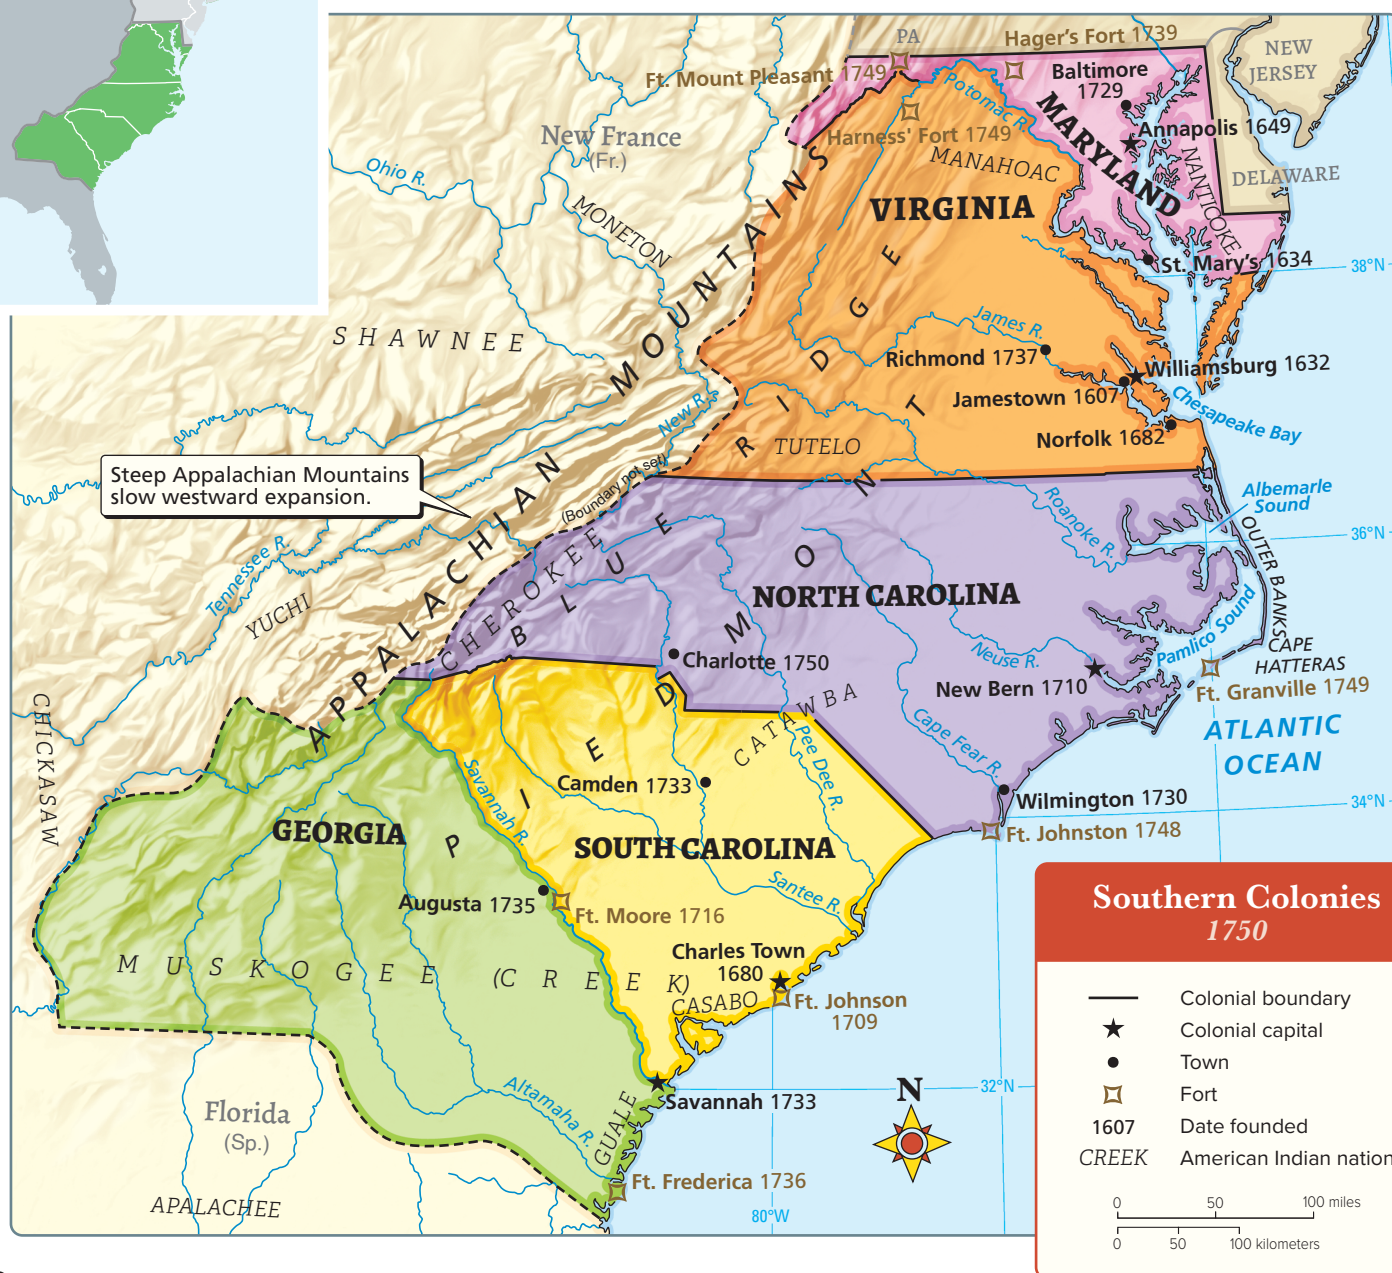 PA
Hager's Fort 1739
NEW
JERSEY
Ft. Mount Pleasant 1749
Baltimore
1729
Potomac R.
MARYLAND
Annapolis 1649
Harness' Fort 1749
New France
(Fr.)
MANAHOAC
NANTICOKE
DELAWARE
Ohio R.
MONETON
VIRGINIA
St. Mary's 1634
38°N
SHAWNEE
APPALACHIAN MOUNTAINS
James R.
Richmond 1737
Williamsburg 1632
Jamestown 1607
Chesapeake Bay
New R.
BLUE RIDGE
TUTELO
Norfolk 1682
Steep Appalachian Mountains
slow westward expansion.
(Boundary not set)
Roanoke R.
Albemarle
Sound
OUTER BANKS
36°N
Tennessee R.
YUCHI
CHEROKEE
PIEDMONT
NORTH CAROLINA
Pamlico Sound
Neuse R.
CAPE
HATTERAS
Charlotte 1750
New Bern 1710
Ft. Granville 1749
CHICKASAW
CATAWBA
Cape Fear R.
ATLANTIC
OCEAN
Pee Dee R.
Savannah R.
Camden 1733
Wilmington 1730
34°N
Ft. Johnston 1748
GEORGIA
SOUTH CAROLINA
Santee R.
Augusta 1735
Ft. Moore 1716
Charles Town
1680
MUSKOGEE (CREEK)
CASABO
Ft. Johnson
1709
32°N
N
Savannah 1733
Altamaha R.
GUALE
Florida
(Sp.)
Ft. Frederica 1736
APALACHEE
80°W
Southern Colonies
1750
Colonial boundary
Colonial capital
Town
Fort
1607 Date founded
CREEK American Indian nation
0 50 100 miles
0 50 100 kilometers